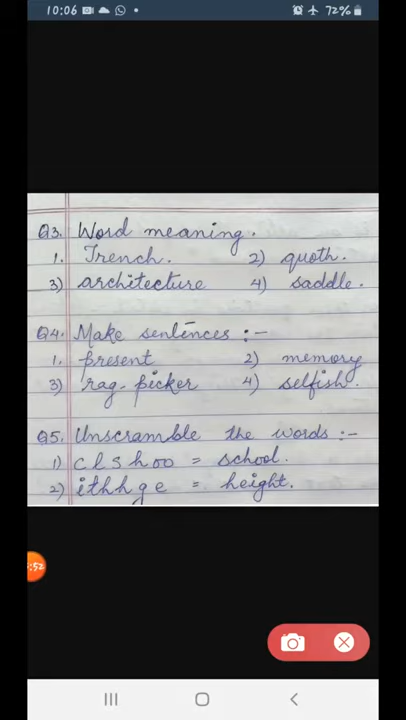 10:06
72%
Q3. Word meaning.
1. Trench. 2) quoth.
3) architecture 4) saddle.
Q4. Make sentences :-
1. present 2) memory
3) rag-picker 4) selfish.
Q5. Unscramble the words :-
1) clshoo = school.
2) ithhge = height.
:52